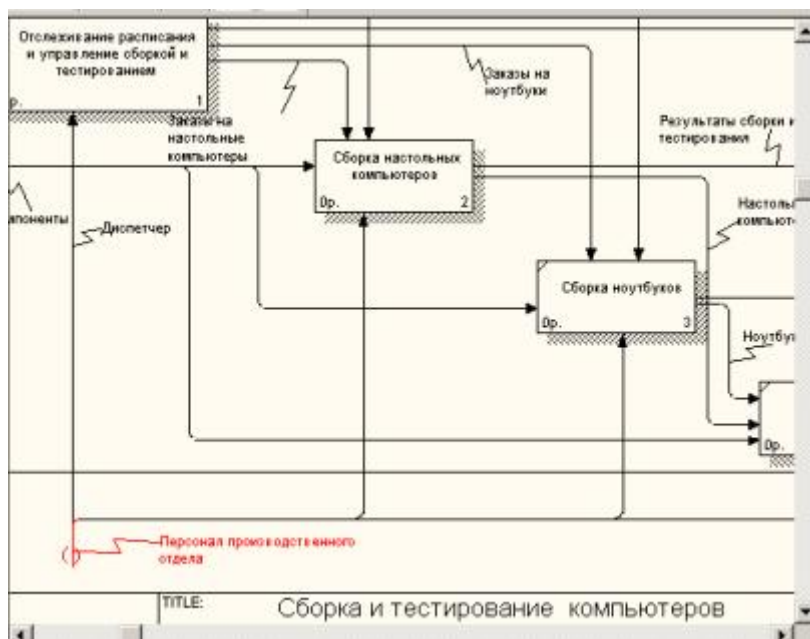 Отслеживание расписания
и управление сборкой и
тестированием
р.
1
Заказы на
ноутбуки
Заказы на
настольные
компьютеры
Результаты сборки и
тестирования
Сборка настольных
компьютеров
0р.
2
мпоненты
Диспетчер
Настоль
компьют
Сборка ноутбуков
0р.
3
Ноутбу
0р.
Персонал производственного
отдела
TITLE:
Сборка и тестирование компьютеров